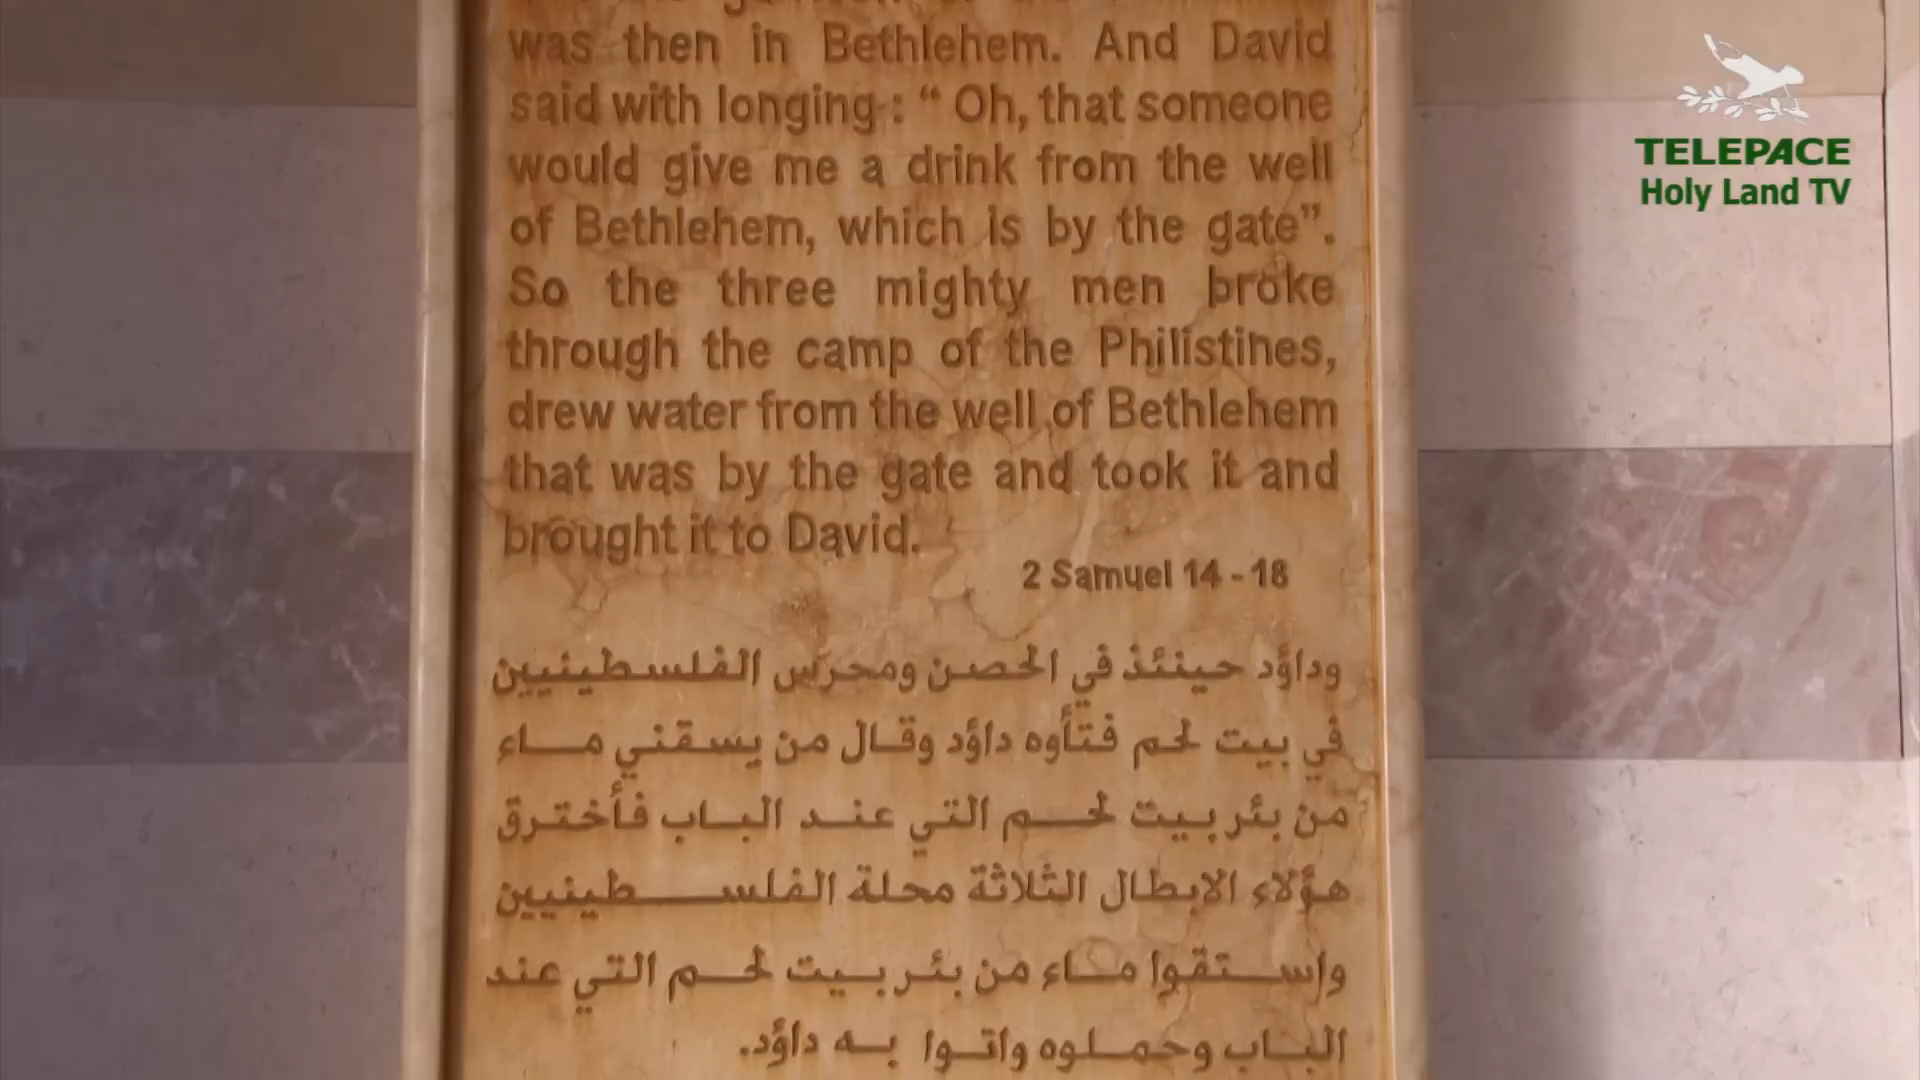 was then in Bethlehem. And David
said with longing : “ Oh, that someone
would give me a drink from the well
of Bethlehem, which is by the gate”.
So the three mighty men broke
through the camp of the Philistines,
drew water from the well of Bethlehem
that was by the gate and took it and
brought it to David.
2 Samuel 14 - 18
وداؤد حينئذ في الحصن ومحرس الفلسطينيين
في بيت لحم فتأوه داؤد وقال من يسقني ماء
من بئر بيت لحم التي عند الباب فأخترق
هؤلاء الابطال الثلاثة محلة الفلسطينيين
واستقوا ماء من بئر بيت لحم التي عند
الباب وحملوه واتوا به داؤد.
TELEPACE
Holy Land TV